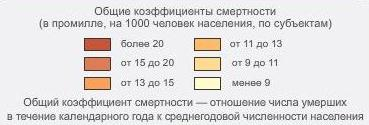 Общие коэффициенты смертности
(в промилле, на 1000 человек населения, по субъектам)
более 20
от 11 до 13
от 15 до 20
от 9 до 11
от 13 до 15
менее 9
Общий коэффициент смертности — отношение числа умерших
в течение календарного года к среднегодовой численности населения